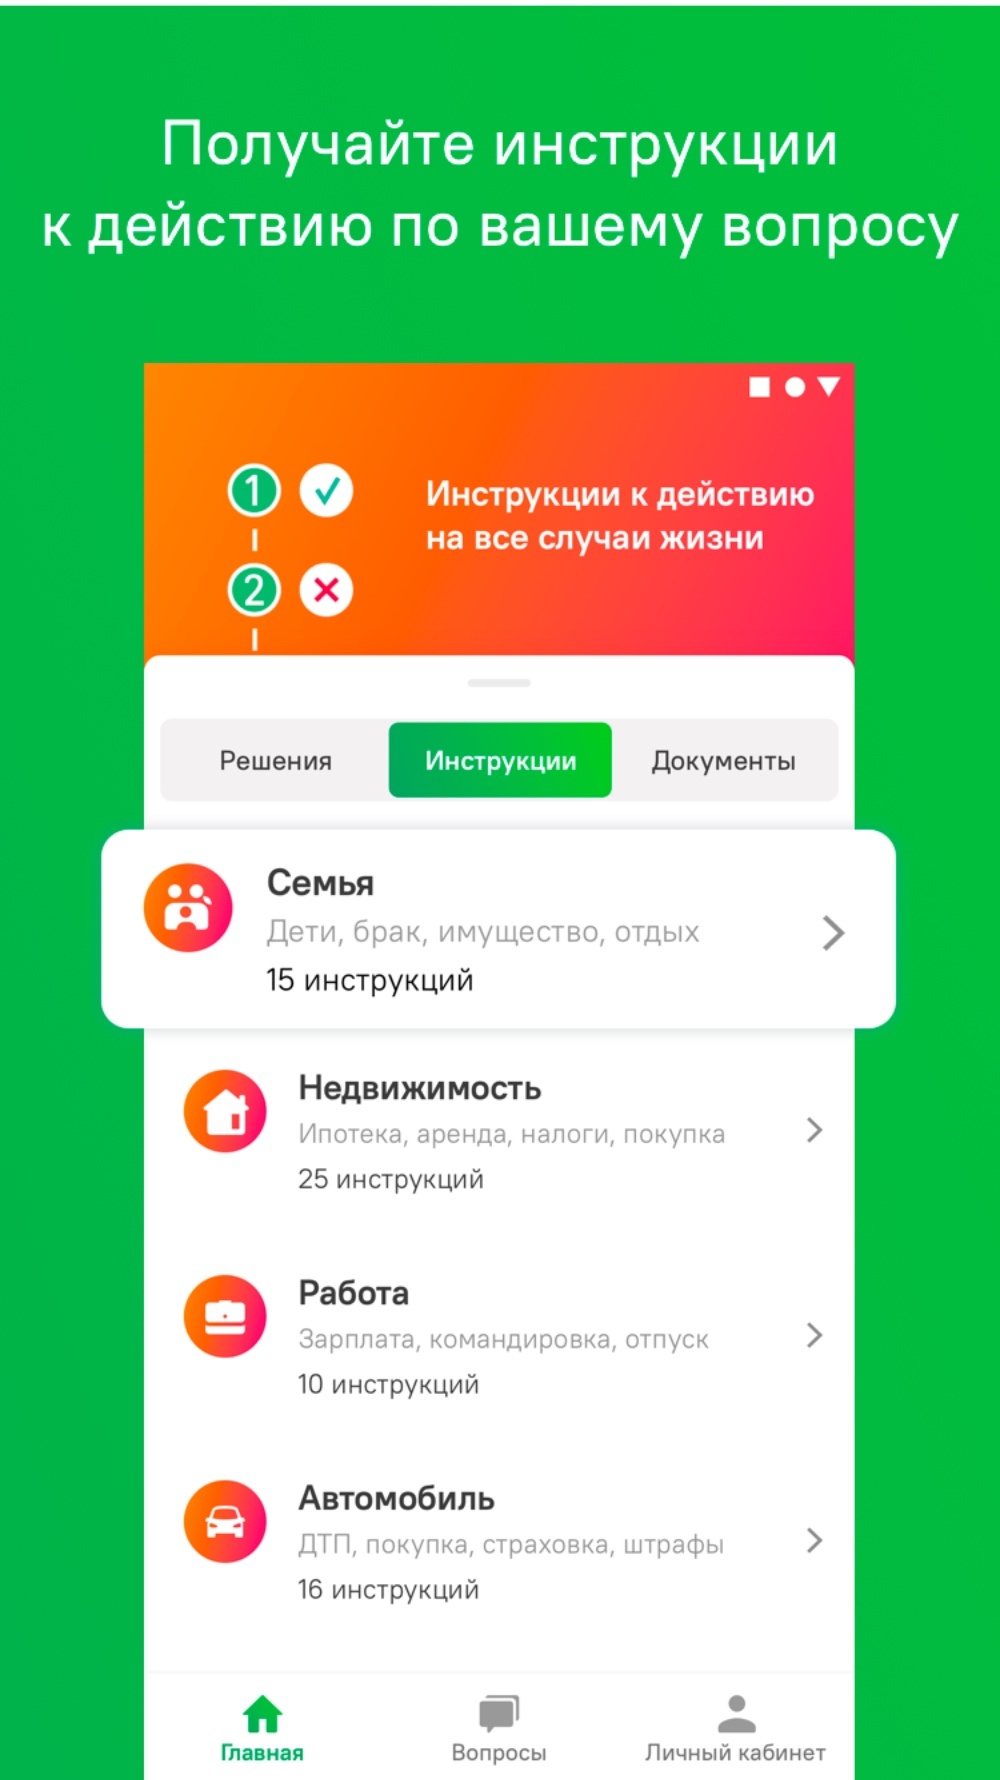 Получайте инструкции
к действию по вашему вопросу
1
Инструкции к действию
на все случаи жизни
2
Решения
Инструкции
Документы
Семья
Дети, брак, имущество, отдых
15 инструкций
Недвижимость
Ипотека, аренда, налоги, покупка
25 инструкций
Работа
Зарплата, командировка, отпуск
10 инструкций
Автомобиль
ДТП, покупка, страховка, штрафы
16 инструкций
Главная
Вопросы
Личный кабинет